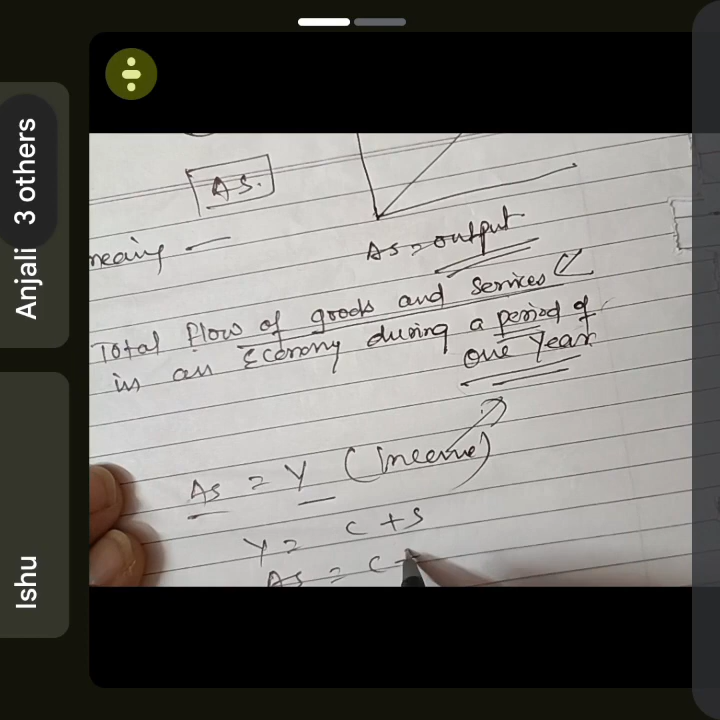 AS.
meaning -
AS = output
Total flow of goods and services
in an Economy during a period of
one Year
AS = Y (Income)
Y = C + S
AS = C +
Anjali 3 others
Ishu